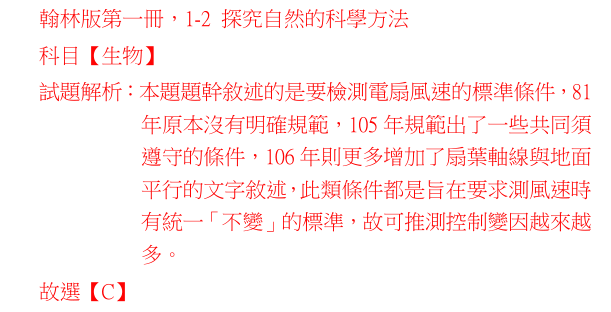 翰林版第一冊，1-2 探究自然的科學方法
科目【生物】
試題解析：本題題幹敘述的是要檢測電扇風速的標準條件，81
年原本沒有明確規範，105 年規範出了一些共同須
遵守的條件，106 年則更多增加了扇葉軸線與地面
平行的文字敘述，此類條件都是旨在要求測風速時
有統一「不變」的標準，故可推測控制變因越來越
多。
故選【C】